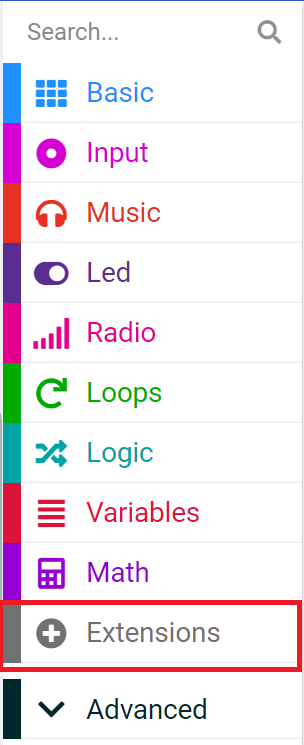 Search...
Basic
Input
Music
Led
Radio
Loops
Logic
Variables
Math
Extensions
Advanced